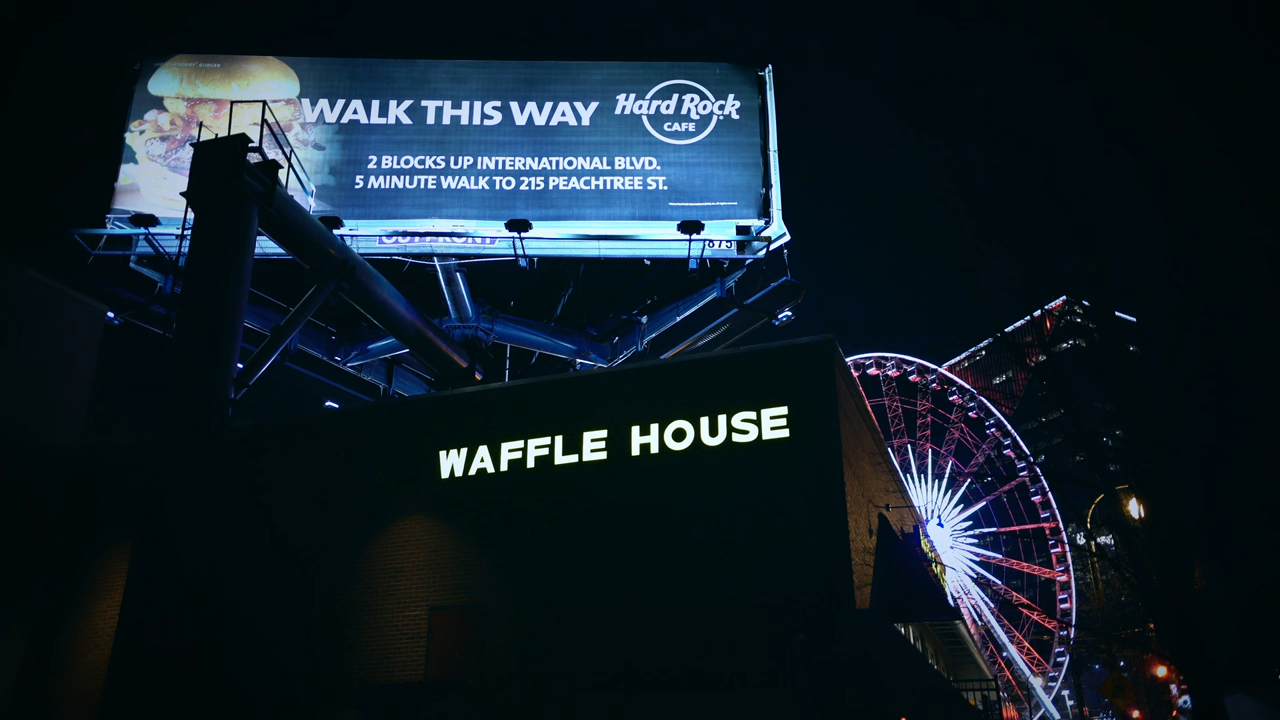 WALK THIS WAY
Hard Rock
CAFE
2 BLOCKS UP INTERNATIONAL BLVD.
5 MINUTE WALK TO 215 PEACHTREE ST.
OUTFRONT
WAFFLE HOUSE